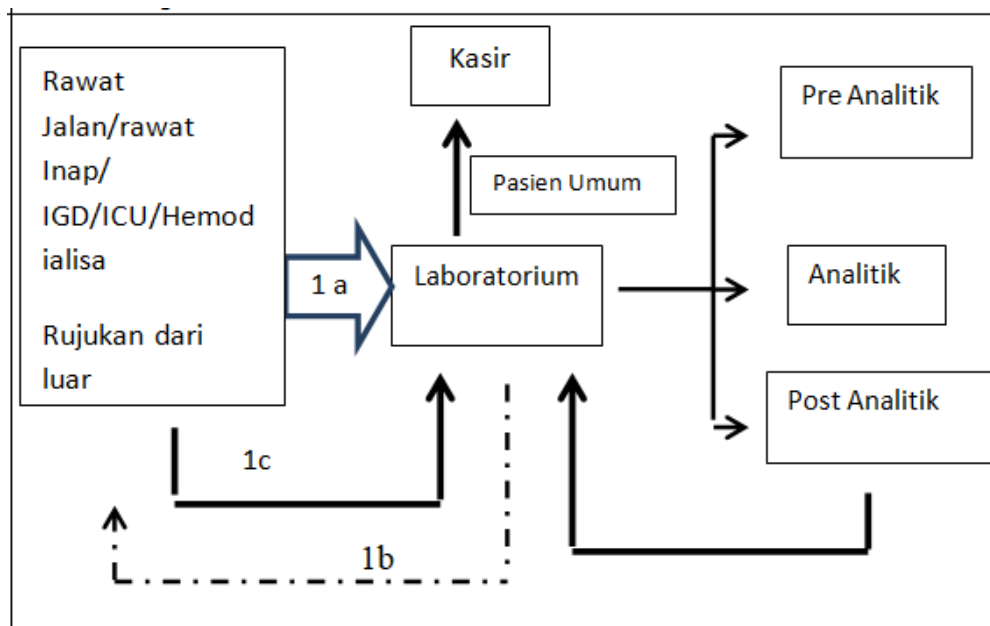 Rawat
Jalan/rawat
Inap/
IGD/ICU/Hemod
ialisa
Rujukan dari
luar
1 a
Kasir
Pasien Umum
Laboratorium
Pre Analitik
Analitik
Post Analitik
1c
1b